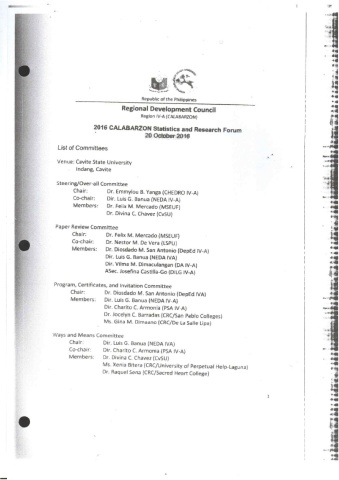 Republic of the Philippines
Regional Development Council
Region IV-A (CALABARZON)
2016 CALABARZON Statistics and Research Forum
20 October 2016
List of Committees
Venue: Cavite State University
Indang, Cavite
Steering/Over-all Committee
Chair: Dr. Emmylou B. Yanga (CHEDRO IV-A)
Co-chair: Dir. Luis G. Banua (NEDA IV-A)
Members: Dr. Felix M. Mercado (MSEUF)
Dr. Divina C. Chavez (CvSU)
Paper Review Committee
Chair: Dr. Felix M. Mercado (MSEUF)
Co-chair: Dr. Nestor M. De Vera (LSPU)
Members: Dr. Diosdado M. San Antonio (DepEd IV-A)
Dir. Luis G. Banua (NEDA IVA)
Dir. Vilma M. Dimaculangan (DA IV-A)
ASec. Josefina Castilla-Go (DILG IV-A)
Program, Certificates, and Invitation Committee
Chair: Dr. Diosdado M. San Antonio (DepEd IVA)
Members: Dir. Luis G. Banua (NEDA IV-A)
Dir. Charito C. Armonia (PSA IV-A)
Dr. Jocelyn C. Barradas (CRC/San Pablo Colleges)
Ms. Gina M. Dimaano (CRC/De La Salle Lipa)
Ways and Means Committee
Chair: Dir. Luis G. Banua (NEDA IVA)
Co-chair: Dir. Charito C. Armonia (PSA IV-A)
Members: Dr. Divina C. Chavez (CvSU)
Ms. Xenia Bitera (CRC/University of Perpetual Help-Laguna)
Dr. Raquel Sena (CRC/Sacred Heart College)